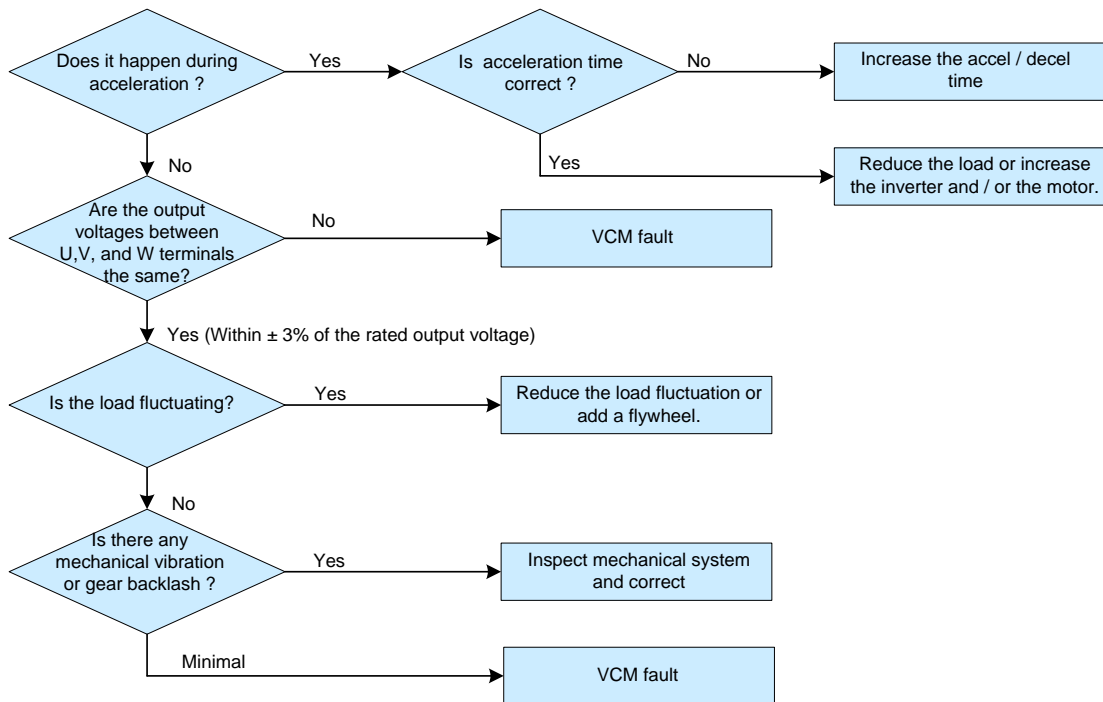 Does it happen during
acceleration ?
Yes
Is  acceleration time
correct ?
No
Increase the accel / decel
time
Yes
Reduce the load or increase
the inverter and / or the motor.
No
Are the output
voltages between
U,V, and W terminals
the same?
No
VCM fault
Yes (Within ± 3% of the rated output voltage)
Is the load fluctuating?
Yes
Reduce the load fluctuation or
add a flywheel.
No
Is there any
mechanical vibration
or gear backlash ?
Yes
Inspect mechanical system
and correct
Minimal
VCM fault